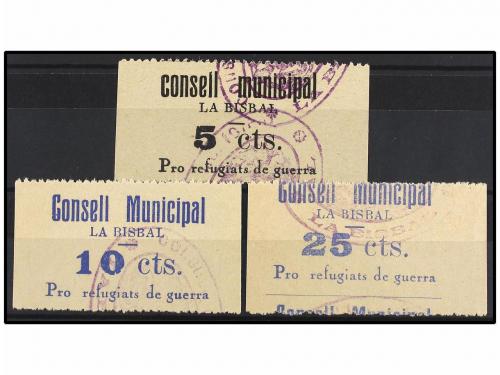 consell municipal
LA BISBAL
5 cts.
Pro refugiats de guerra
Consell Municipal
LA BISBAL
10 cts.
Pro refugiats de guerra
Consell Municipal
LA BISBAL
25 cts.
Pro refugiats de guerra
Consell Municipal